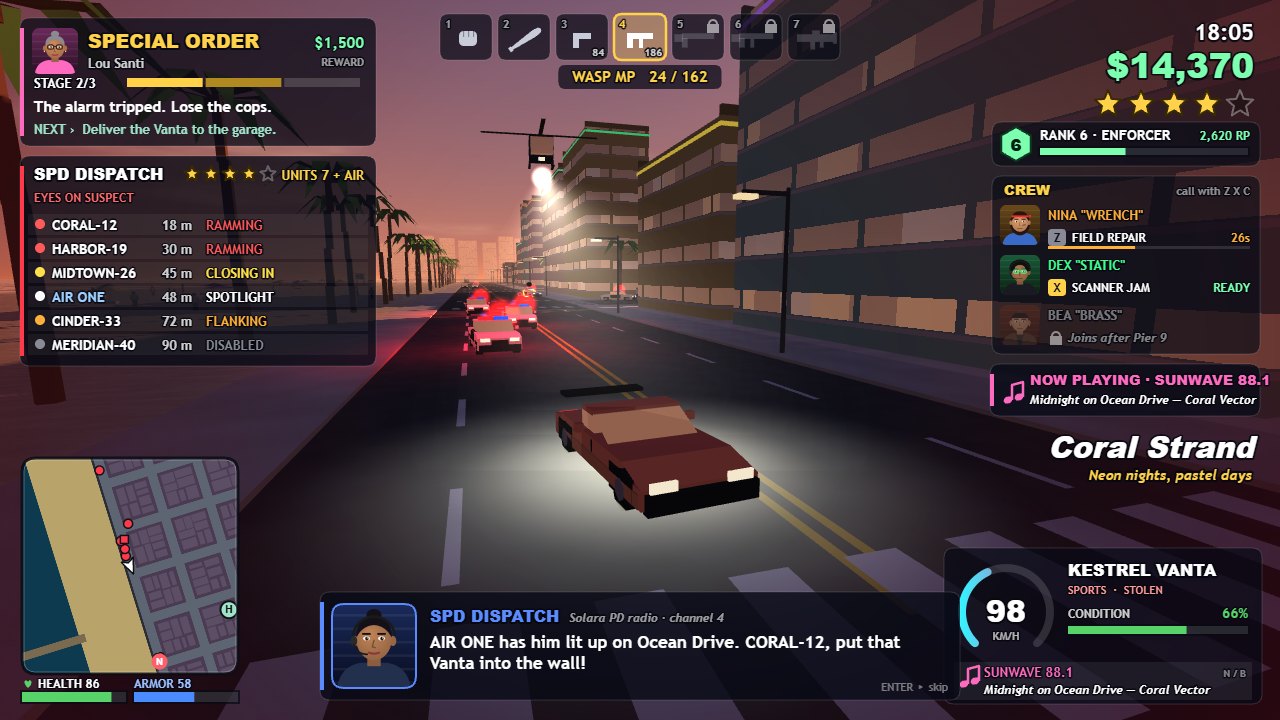 SPECIAL ORDER
Lou Santi
$1,500
REWARD
STAGE 2/3
The alarm tripped. Lose the cops.
NEXT › Deliver the Vanta to the garage.
SPD DISPATCH
UNITS 7 + AIR
EYES ON SUSPECT
CORAL-12 18 m RAMMING
HARBOR-19 30 m RAMMING
MIDTOWN-26 45 m CLOSING IN
AIR ONE 48 m SPOTLIGHT
CINDER-33 72 m FLANKING
MERIDIAN-40 90 m DISABLED
1 2 3 4 5 6 7
84 186
WASP MP 24 / 162
18:05
$14,370
6
RANK 6 · ENFORCER 2,620 RP
CREW call with Z X C
NINA "WRENCH"
Z FIELD REPAIR 26s
DEX "STATIC"
X SCANNER JAM READY
BEA "BRASS"
Joins after Pier 9
NOW PLAYING · SUNWAVE 88.1
Midnight on Ocean Drive — Coral Vector
Coral Strand
Neon nights, pastel days
H
N
HEALTH 86 ARMOR 58
SPD DISPATCH Solara PD radio · channel 4
AIR ONE has him lit up on Ocean Drive. CORAL-12, put that
Vanta into the wall!
ENTER ▸ skip
98
KM/H
KESTREL VANTA
SPORTS · STOLEN
CONDITION 66%
SUNWAVE 88.1 N / B
Midnight on Ocean Drive — Coral Vector